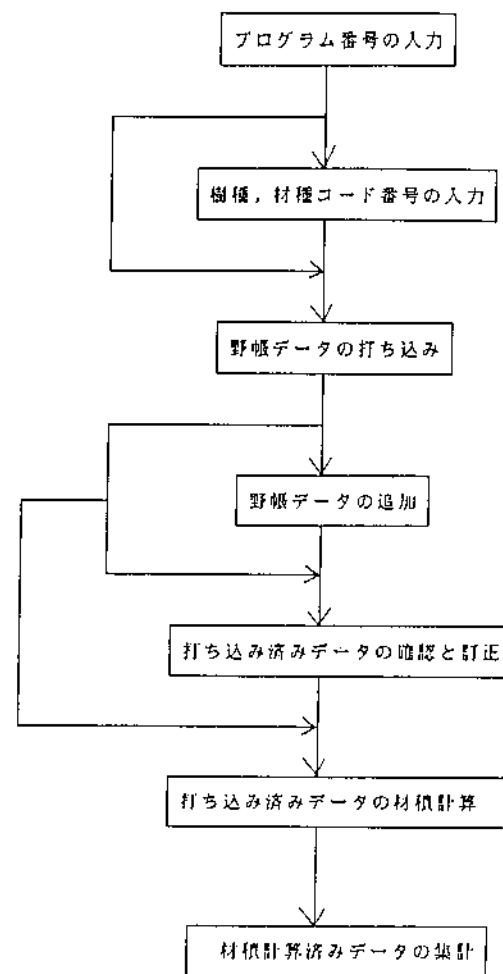 プログラム番号の入力
樹種，材種コード番号の入力
野帳データの打ち込み
野帳データの追加
打ち込み済みデータの確認と訂正
打ち込み済みデータの材積計算
材積計算済みデータの集計